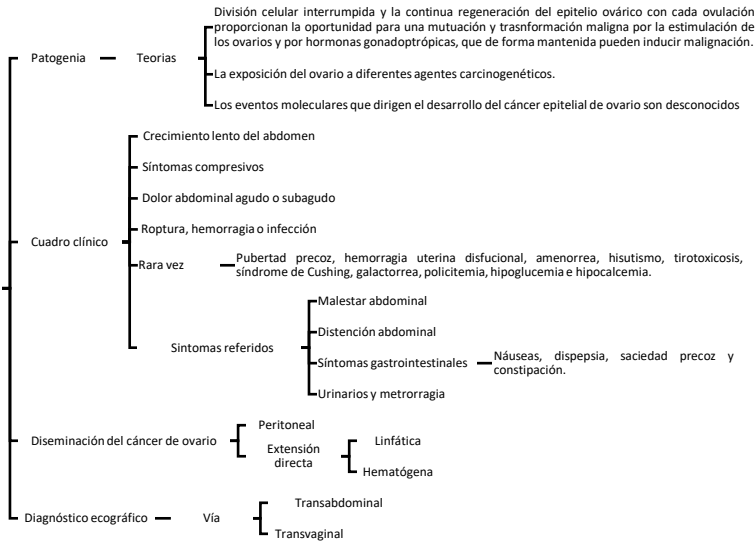 División celular interrumpida y la continua regeneración del epitelio ovárico con cada ovulación
proporcionan la oportunidad para una mutuación y trasnformación maligna por la estimulación de
los ovarios y por hormonas gonadoptrópicas, que de forma mantenida pueden inducir malignación.
Patogenia
Teorias
La exposición del ovario a diferentes agentes carcinogenéticos.
Los eventos moleculares que dirigen el desarrollo del cáncer epitelial de ovario son desconocidos
Crecimiento lento del abdomen
Síntomas compresivos
Dolor abdominal agudo o subagudo
Roptura, hemorragia o infección
Cuadro clínico
Rara vez
Pubertad precoz, hemorragia uterina disfucional, amenorrea, hisutismo, tirotoxicosis,
síndrome de Cushing, galactorrea, policitemia, hipoglucemia e hipocalcemia.
Malestar abdominal
Distención abdominal
Sintomas referidos
Síntomas gastrointestinales
Náuseas, dispepsia, saciedad precoz y
constipación.
Urinarios y metrorragia
Peritoneal
Diseminación del cáncer de ovario
Extensión
directa
Linfática
Hematógena
Diagnóstico ecográfico
Vía
Transabdominal
Transvaginal